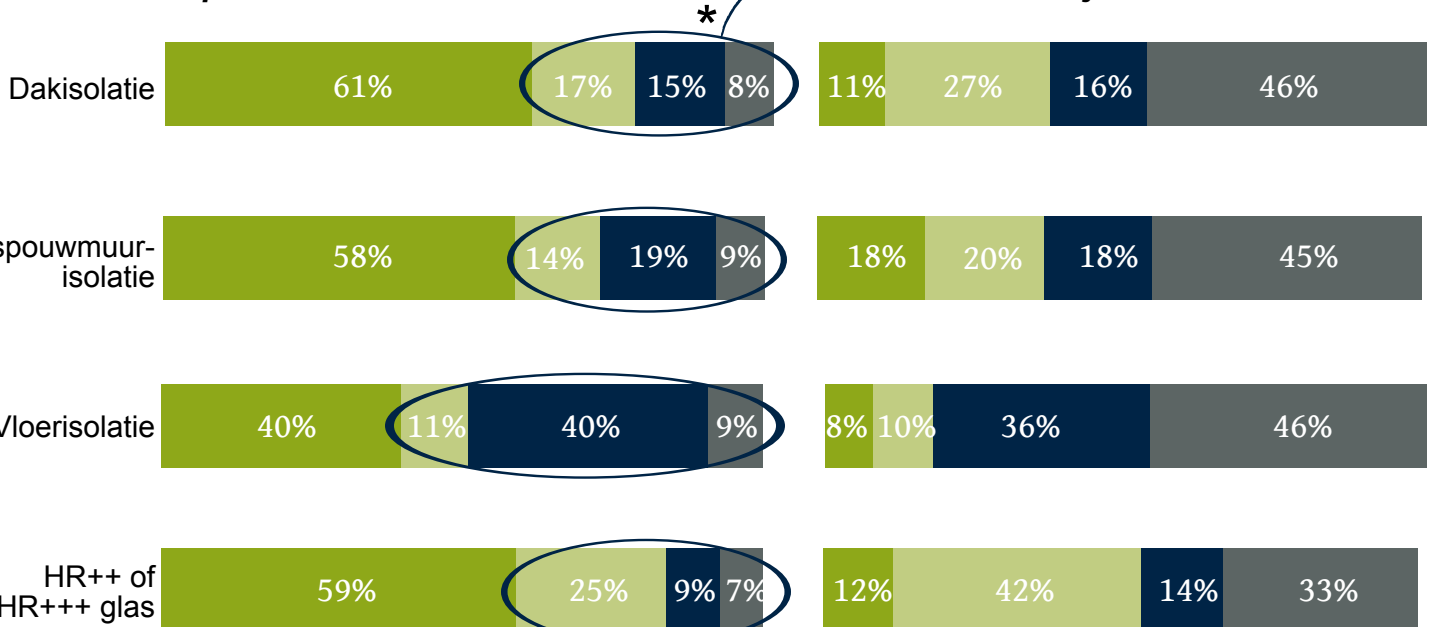 *
Dakisolatie 61% 17% 15% 8% 11% 27% 16% 46%
spouwmuur-
isolatie 58% 14% 19% 9% 18% 20% 18% 45%
Vloerisolatie 40% 11% 40% 9% 8% 10% 36% 46%
HR++ of
HR+++ glas 59% 25% 9% 7% 12% 42% 14% 33%